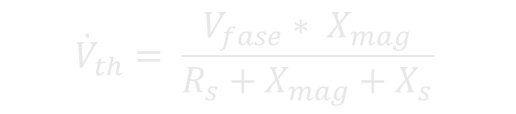 V̇_th = (V_fase * X_mag) / (R_s + X_mag + X_s)